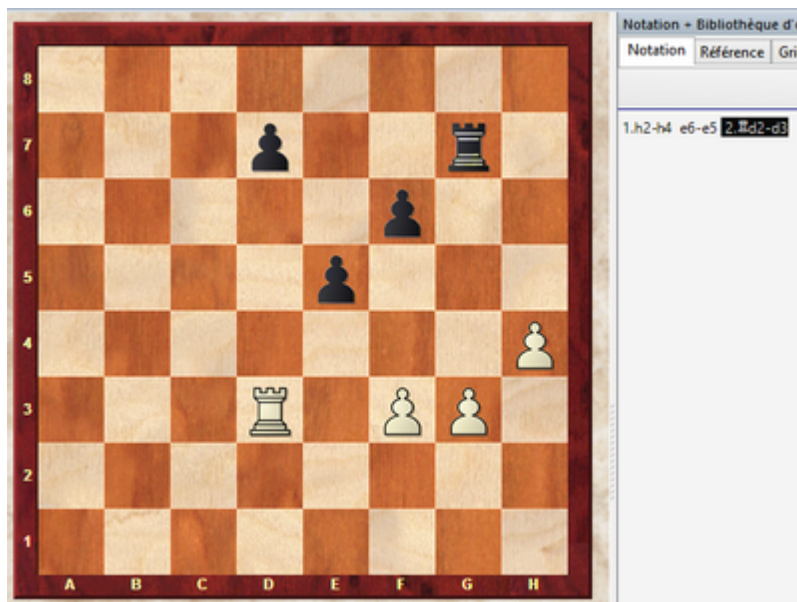 Notation + Bibliothèque d'
Notation Référence Gri
8
7
6
5
4
3
2
1
A B C D E F G H
1.h2-h4 e6-e5 2.♖d2-d3